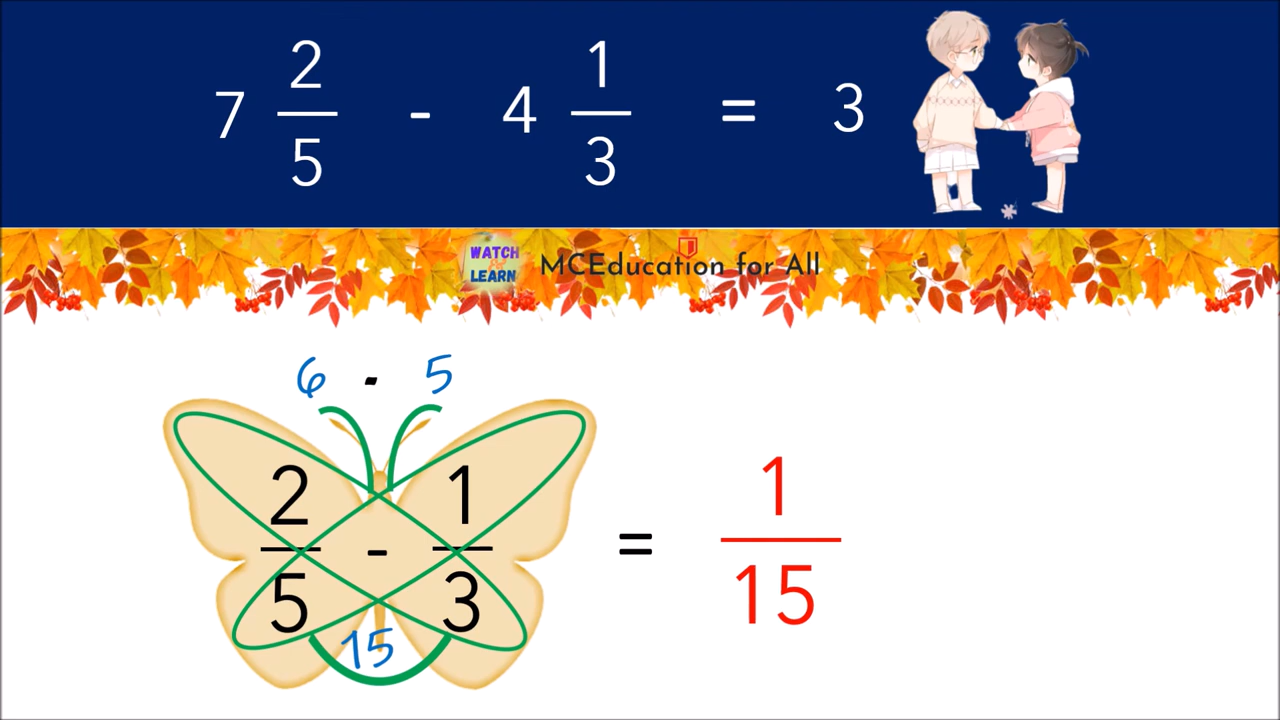 7 2/5 - 4 1/3 = 3
WATCH
LEARN
MCEducation for All
6 - 5
2/5 - 1/3 = 1/15
15